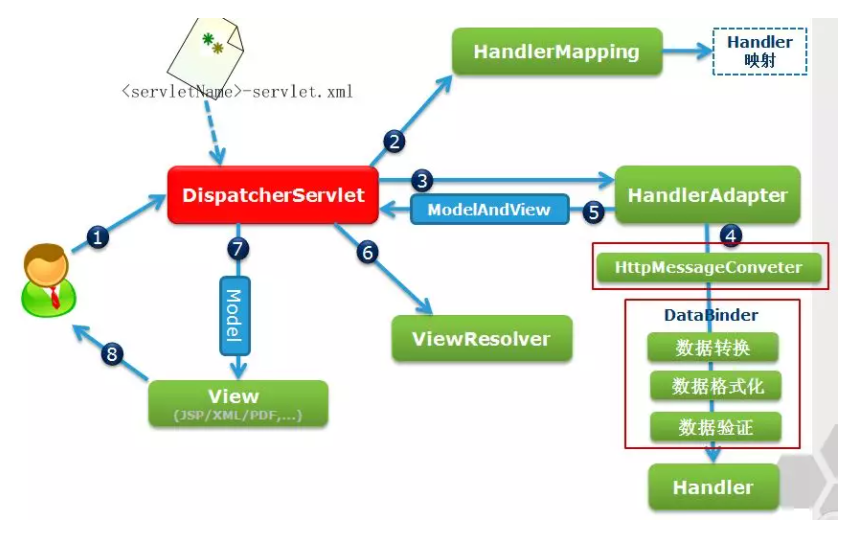 <servletName>-servlet.xml
HandlerMapping
Handler
映射
2
DispatcherServlet
3
HandlerAdapter
ModelAndView
5
1
7
6
4
HttpMessageConveter
Model
DataBinder
ViewResolver
数据转换
8
View
(JSP/XML/PDF,...)
数据格式化
数据验证
Handler